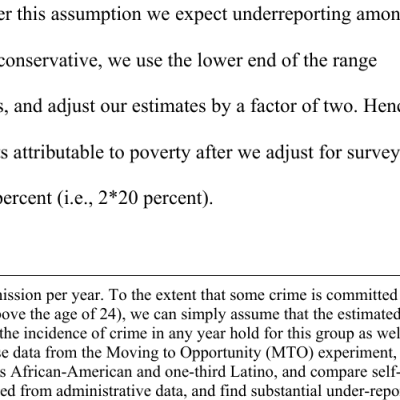 er this assumption we expect underreporting amon
conservative, we use the lower end of the range
s, and adjust our estimates by a factor of two. Henc
s attributable to poverty after we adjust for survey
percent (i.e., 2*20 percent).
mission per year. To the extent that some crime is committed
ove the age of 24), we can simply assume that the estimated
the incidence of crime in any year hold for this group as wel
se data from the Moving to Opportunity (MTO) experiment,
s African-American and one-third Latino, and compare self-
ed from administrative data, and find substantial under-repo